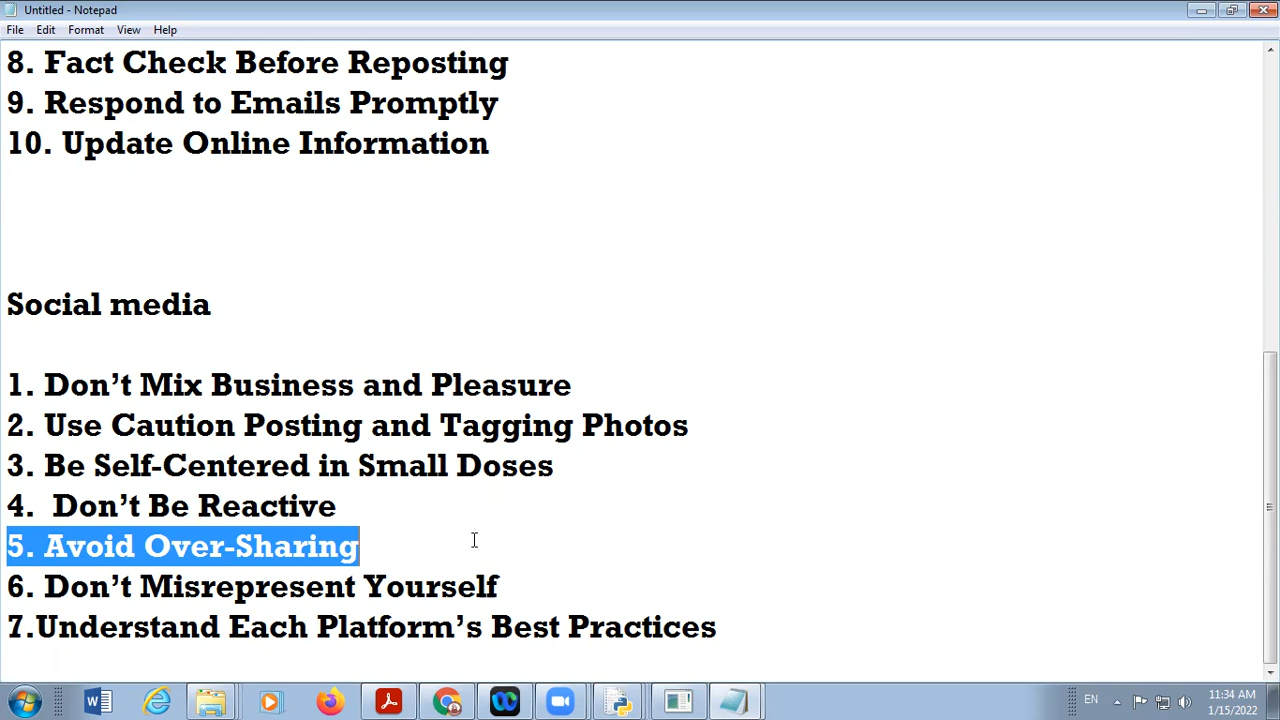 Untitled - Notepad
File Edit Format View Help
8. Fact Check Before Reposting
9. Respond to Emails Promptly
10. Update Online Information
Social media
1. Don’t Mix Business and Pleasure
2. Use Caution Posting and Tagging Photos
3. Be Self-Centered in Small Doses
4.  Don’t Be Reactive
5. Avoid Over-Sharing
6. Don’t Misrepresent Yourself
7.Understand Each Platform’s Best Practices
EN
11:34 AM
1/15/2022